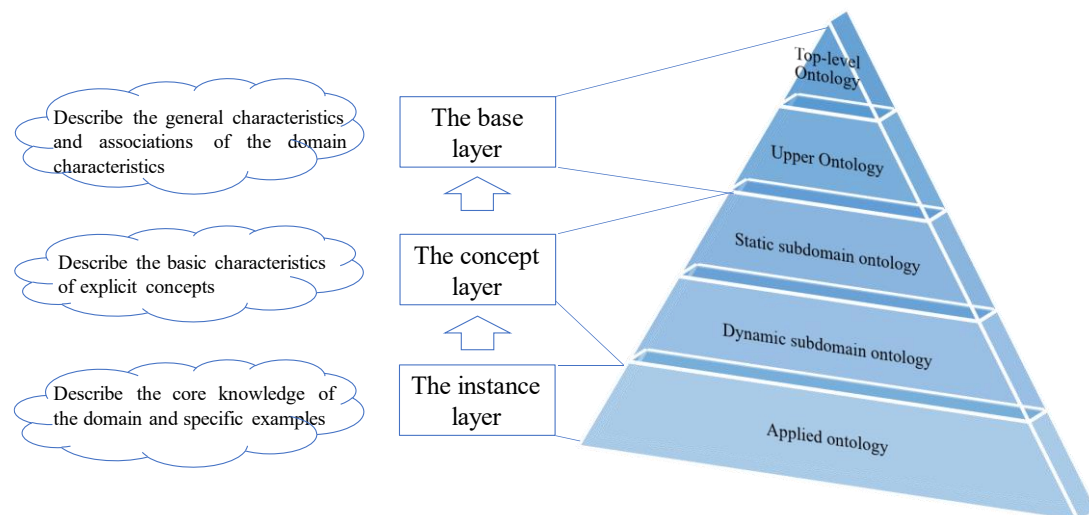 Describe the general characteristics
and associations of the domain
characteristics
The base
layer
Describe the basic characteristics
of explicit concepts
The concept
layer
Describe the core knowledge of
the domain and specific examples
The instance
layer
Top-level
Ontology
Upper Ontology
Static subdomain ontology
Dynamic subdomain ontology
Applied ontology